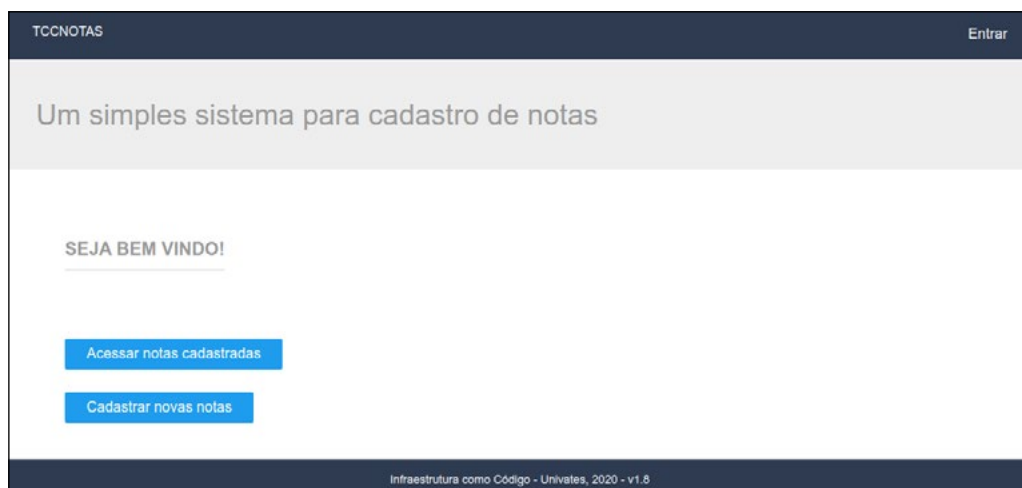 TCCNOTAS
Entrar
Um simples sistema para cadastro de notas
SEJA BEM VINDO!
Acessar notas cadastradas
Cadastrar novas notas
Infraestrutura como Código - Univates, 2020 - v1.8